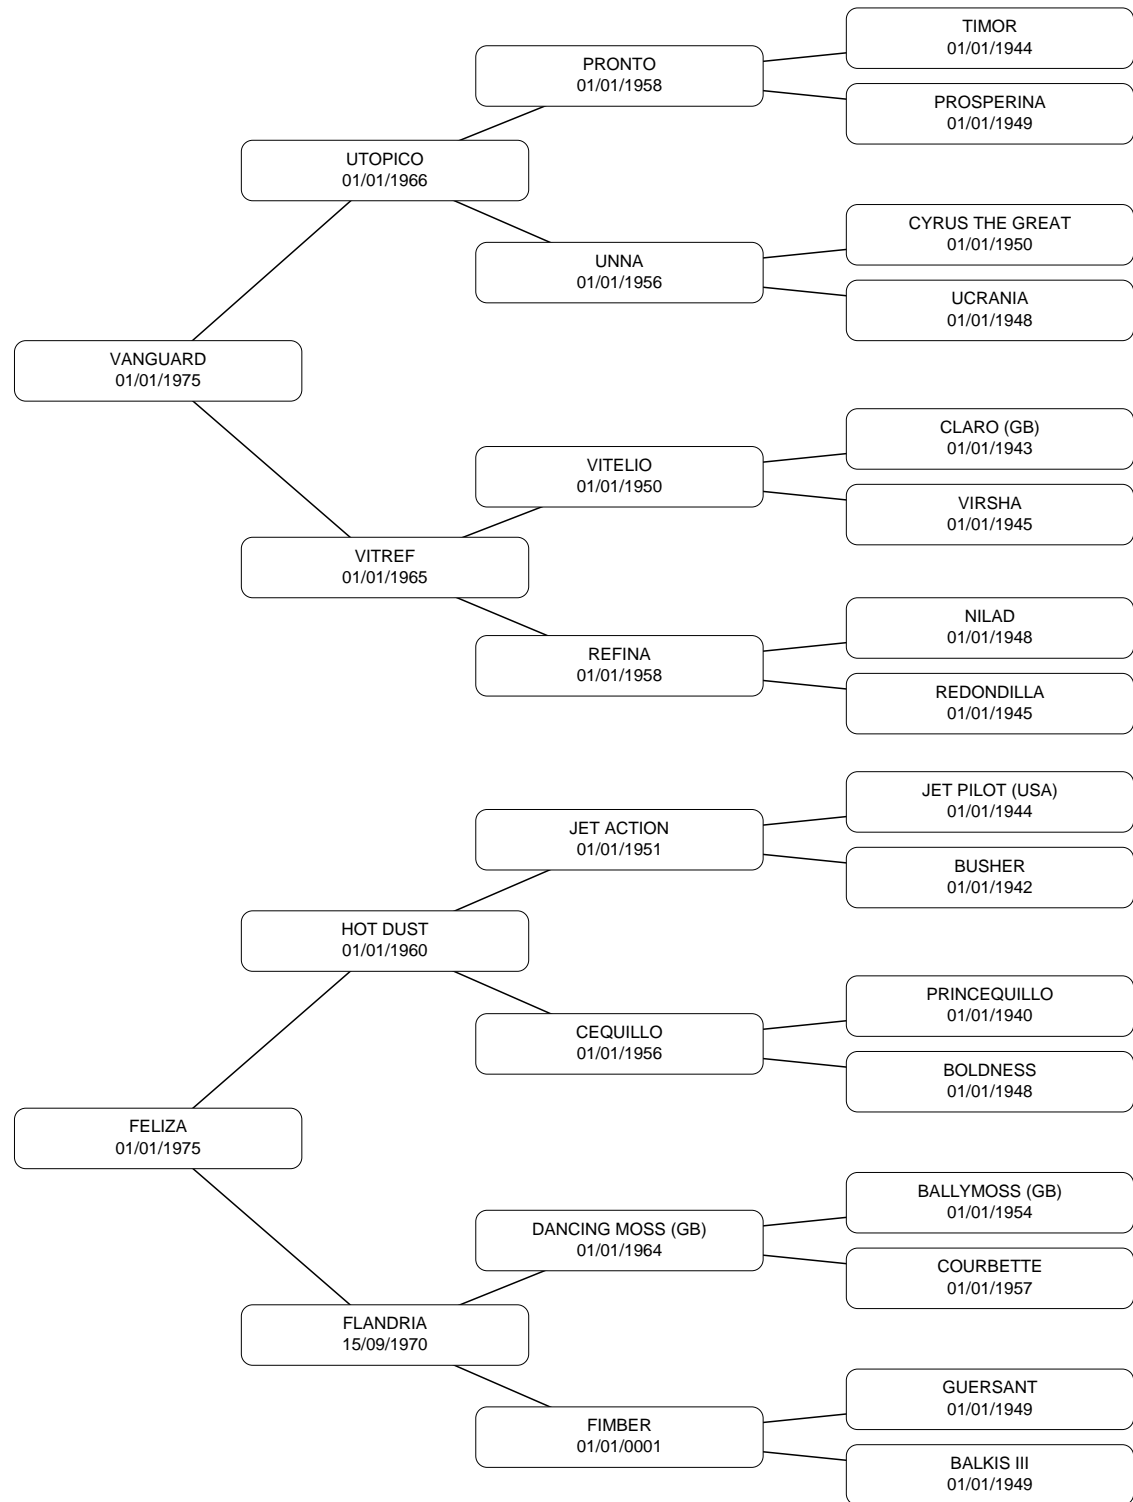 TIMOR
01/01/1944
PRONTO
01/01/1958
PROSPERINA
01/01/1949
UTOPICO
01/01/1966
CYRUS THE GREAT
01/01/1950
UNNA
01/01/1956
UCRANIA
01/01/1948
VANGUARD
01/01/1975
CLARO (GB)
01/01/1943
VITELIO
01/01/1950
VIRSHA
01/01/1945
VITREF
01/01/1965
NILAD
01/01/1948
REFINA
01/01/1958
REDONDILLA
01/01/1945
JET PILOT (USA)
01/01/1944
JET ACTION
01/01/1951
BUSHER
01/01/1942
HOT DUST
01/01/1960
PRINCEQUILLO
01/01/1940
CEQUILLO
01/01/1956
BOLDNESS
01/01/1948
FELIZA
01/01/1975
BALLYMOSS (GB)
01/01/1954
DANCING MOSS (GB)
01/01/1964
COURBETTE
01/01/1957
FLANDRIA
15/09/1970
GUERSANT
01/01/1949
FIMBER
01/01/0001
BALKIS III
01/01/1949